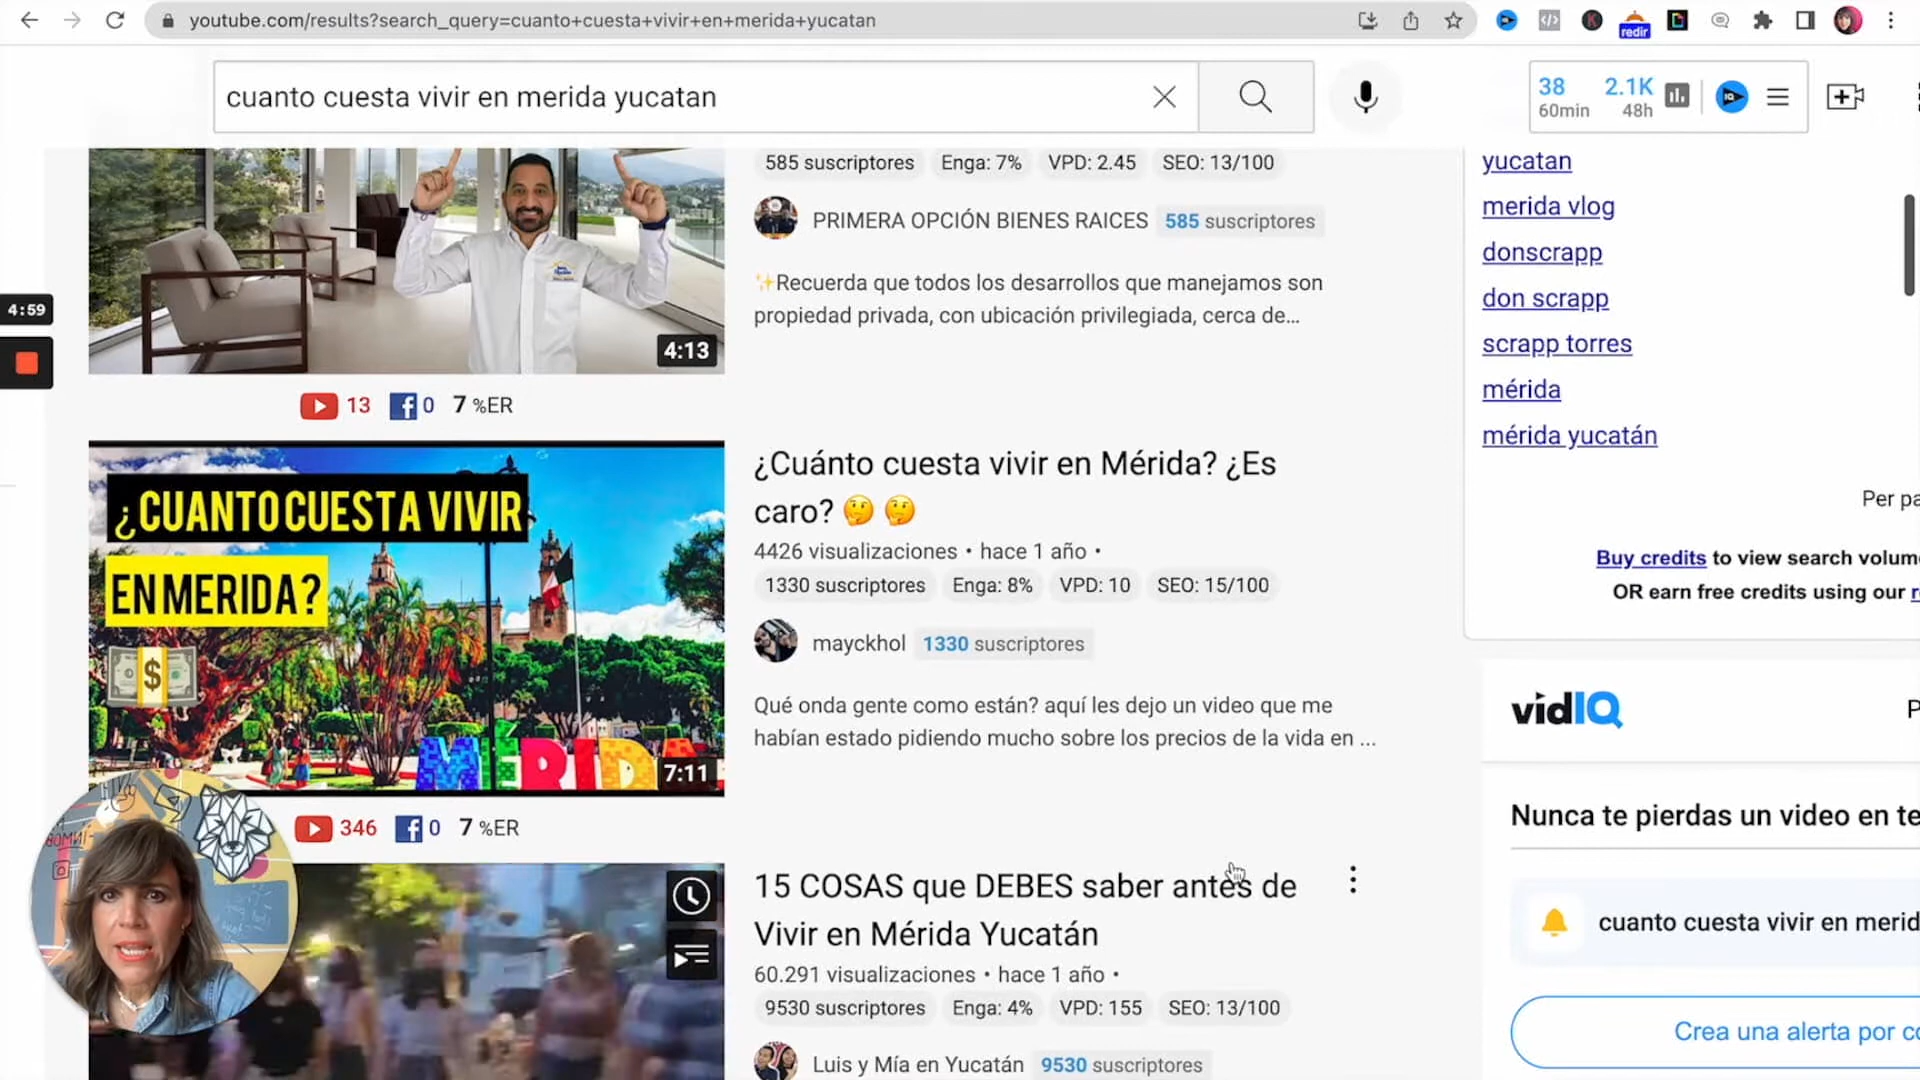 youtube.com/results?search_query=cuanto+cuesta+vivir+en+merida+yucatan
redir
cuanto cuesta vivir en merida yucatan
38
60min
2.1K
48h
585 suscriptores
Enga: 7%
VPD: 2.45
SEO: 13/100
PRIMERA OPCIÓN BIENES RAICES
585 suscriptores
✨Recuerda que todos los desarrollos que manejamos son
propiedad privada, con ubicación privilegiada, cerca de...
4:13
4:59
13
0
7 %ER
¿CUANTO CUESTA VIVIR
EN MERIDA?
$
MÉRIDA
7:11
¿Cuánto cuesta vivir en Mérida? ¿Es
caro? 🤔 🤔
4426 visualizaciones • hace 1 año •
1330 suscriptores
Enga: 8%
VPD: 10
SEO: 15/100
mayckhol
1330 suscriptores
Qué onda gente como están? aquí les dejo un video que me
habían estado pidiendo mucho sobre los precios de la vida en ...
346
0
7 %ER
15 COSAS que DEBES saber antes de
Vivir en Mérida Yucatán
60.291 visualizaciones • hace 1 año •
9530 suscriptores
Enga: 4%
VPD: 155
SEO: 13/100
Luis y Mía en Yucatán
9530 suscriptores
yucatan
merida vlog
donscrapp
don scrapp
scrapp torres
mérida
mérida yucatán
Per pa
Buy credits to view search volum
OR earn free credits using our r
vidIQ
P
Nunca te pierdas un video en te
cuanto cuesta vivir en merid
Crea una alerta por co